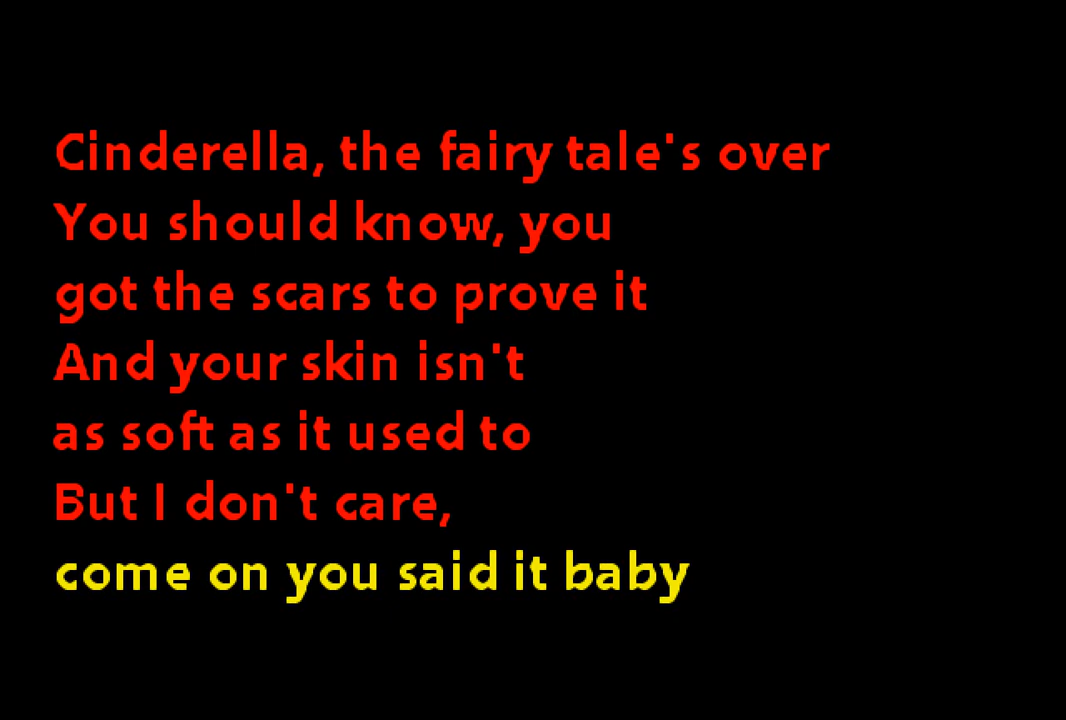 Cinderella, the fairy tale's over
You should know, you
got the scars to prove it
And your skin isn't
as soft as it used to
But I don't care,
come on you said it baby